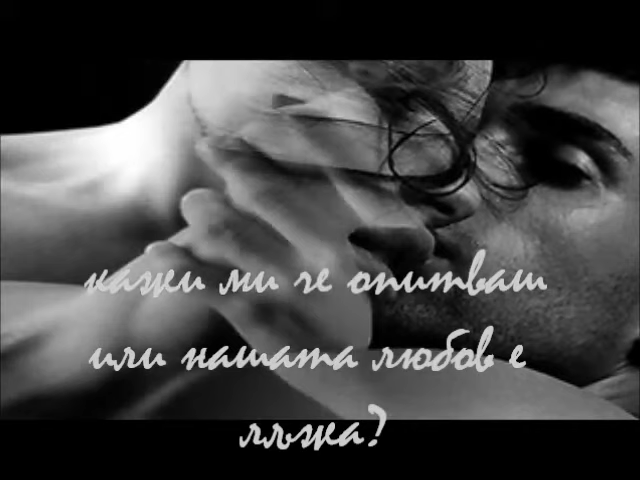 кажи ми че опитваш
или нашата любов е
лъжа?